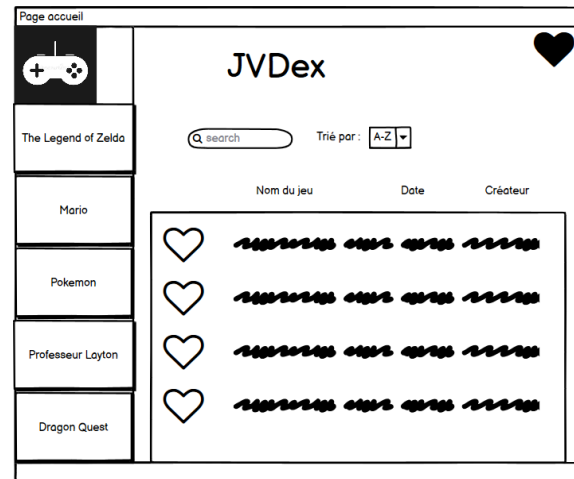 Page accueil
JVDex
The Legend of Zelda
search
Trié par :
A-Z
Nom du jeu
Date
Créateur
Mario
Pokemon
Professeur Layton
Dragon Quest